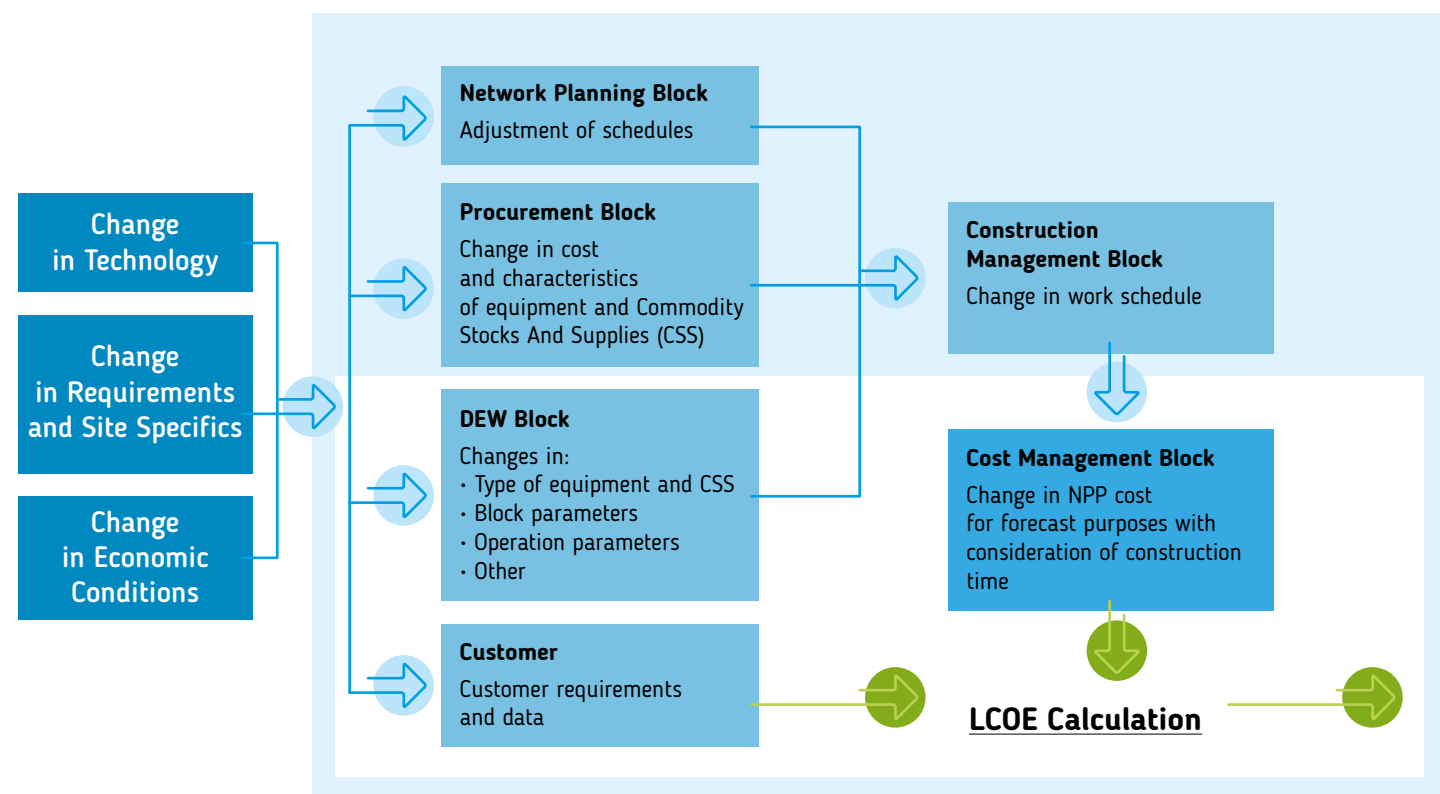 Change
in Technology
Change
in Requirements
and Site Specifics
Change
in Economic
Conditions
Network Planning Block
Adjustment of schedules
Procurement Block
Change in cost
and characteristics
of equipment and Commodity
Stocks And Supplies (CSS)
DEW Block
Changes in:
· Type of equipment and CSS
· Block parameters
· Operation parameters
· Other
Customer
Customer requirements
and data
Construction
Management Block
Change in work schedule
Cost Management Block
Change in NPP cost
for forecast purposes with
consideration of construction
time
LCOE Calculation